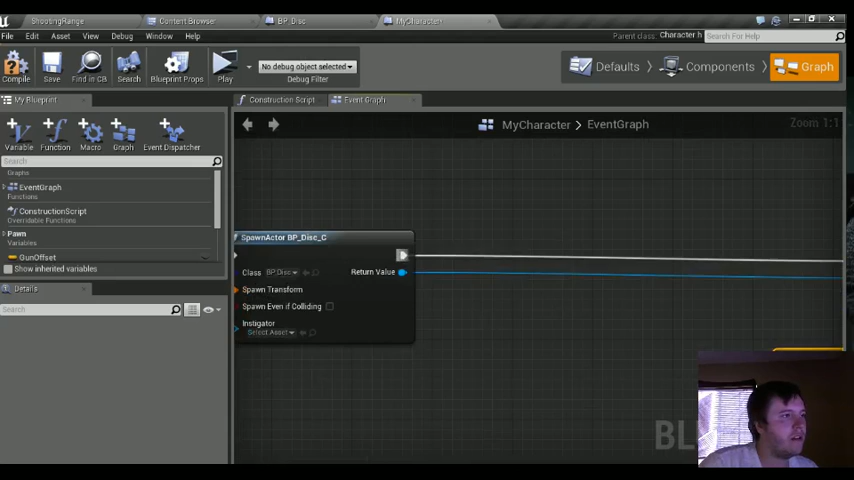 ShootingRange
Content Browser
BP_Disc
MyCharacter
File Edit Asset View Debug Window Help
Parent class: Character h
Search For Help
Compile
Save
Find in CB
Search
Blueprint Props
Play
No debug object selected
Debug Filter
Defaults
Components
Graph
My Blueprint
Construction Script
Event Graph
Variable
Function
Macro
Graph
Event Dispatcher
MyCharacter > EventGraph
Zoom 1:1
Search
Graphs
EventGraph
Functions
ConstructionScript
Overridable Functions
Pawn
Variables
GunOffset
Show inherited variables
Details
Search
SpawnActor BP_Disc_C
Class BP_Disc
Return Value
Spawn Transform
Spawn Even if Colliding
Instigator
Select Asset